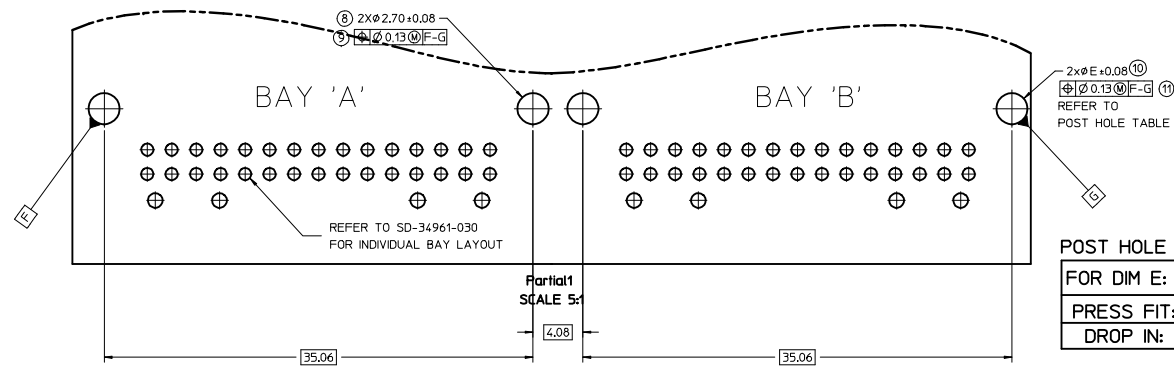 ⑧ 2XØ2.70±0.08
⑨ ⌖ Ø 0.13 Ⓜ F-G
BAY 'A'
BAY 'B'
2xØE±0.08 ⑩
⌖ Ø 0.13 Ⓜ F-G ⑪
REFER TO
POST HOLE TABLE
F
G
REFER TO SD-34961-030
FOR INDIVIDUAL BAY LAYOUT
Partial1
SCALE 5:1
4.08
35.06
35.06
POST HOLE
FOR DIM E:
PRESS FIT:
DROP IN: